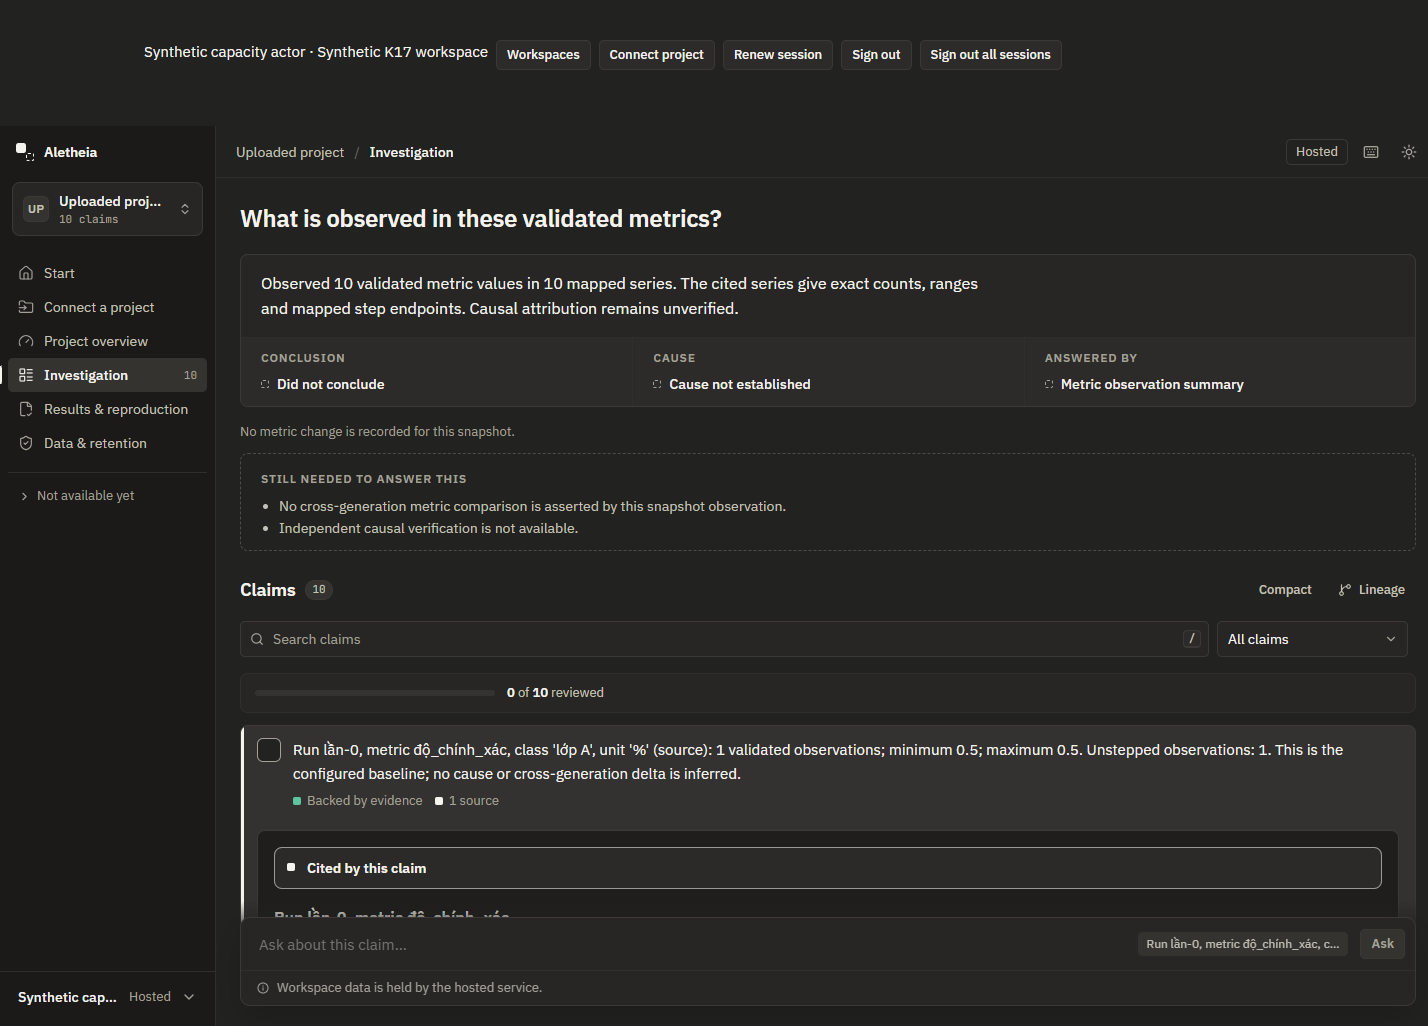 Synthetic capacity actor · Synthetic K17 workspace
Workspaces
Connect project
Renew session
Sign out
Sign out all sessions
Aletheia
UP
Uploaded proj...
10 claims
Start
Connect a project
Project overview
Investigation
10
Results & reproduction
Data & retention
Not available yet
Synthetic cap...
Hosted
Uploaded project / Investigation
Hosted
What is observed in these validated metrics?
Observed 10 validated metric values in 10 mapped series. The cited series give exact counts, ranges
and mapped step endpoints. Causal attribution remains unverified.
CONCLUSION
Did not conclude
CAUSE
Cause not established
ANSWERED BY
Metric observation summary
No metric change is recorded for this snapshot.
STILL NEEDED TO ANSWER THIS
• No cross-generation metric comparison is asserted by this snapshot observation.
• Independent causal verification is not available.
Claims
10
Compact
Lineage
Search claims
/
All claims
0 of 10 reviewed
Run lần-0, metric độ_chính_xác, class 'lớp A', unit '%' (source): 1 validated observations; minimum 0.5; maximum 0.5. Unstepped observations: 1. This is the
configured baseline; no cause or cross-generation delta is inferred.
Backed by evidence
1 source
Cited by this claim
Run lần-0, metric độ_chính_xác
Ask about this claim...
Run lần-0, metric độ_chính_xác, c...
Ask
Workspace data is held by the hosted service.